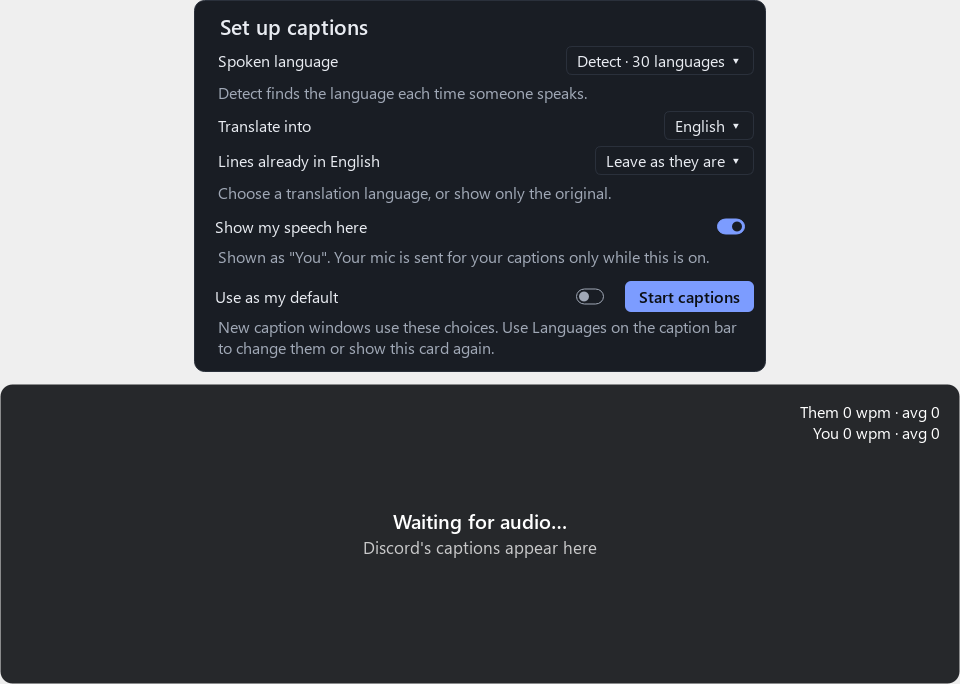 Set up captions
Spoken language
Detect · 30 languages ▾
Detect finds the language each time someone speaks.
Translate into
English ▾
Lines already in English
Leave as they are ▾
Choose a translation language, or show only the original.
Show my speech here
Shown as "You". Your mic is sent for your captions only while this is on.
Use as my default
Start captions
New caption windows use these choices. Use Languages on the caption bar
to change them or show this card again.
Them 0 wpm · avg 0
You 0 wpm · avg 0
Waiting for audio…
Discord's captions appear here